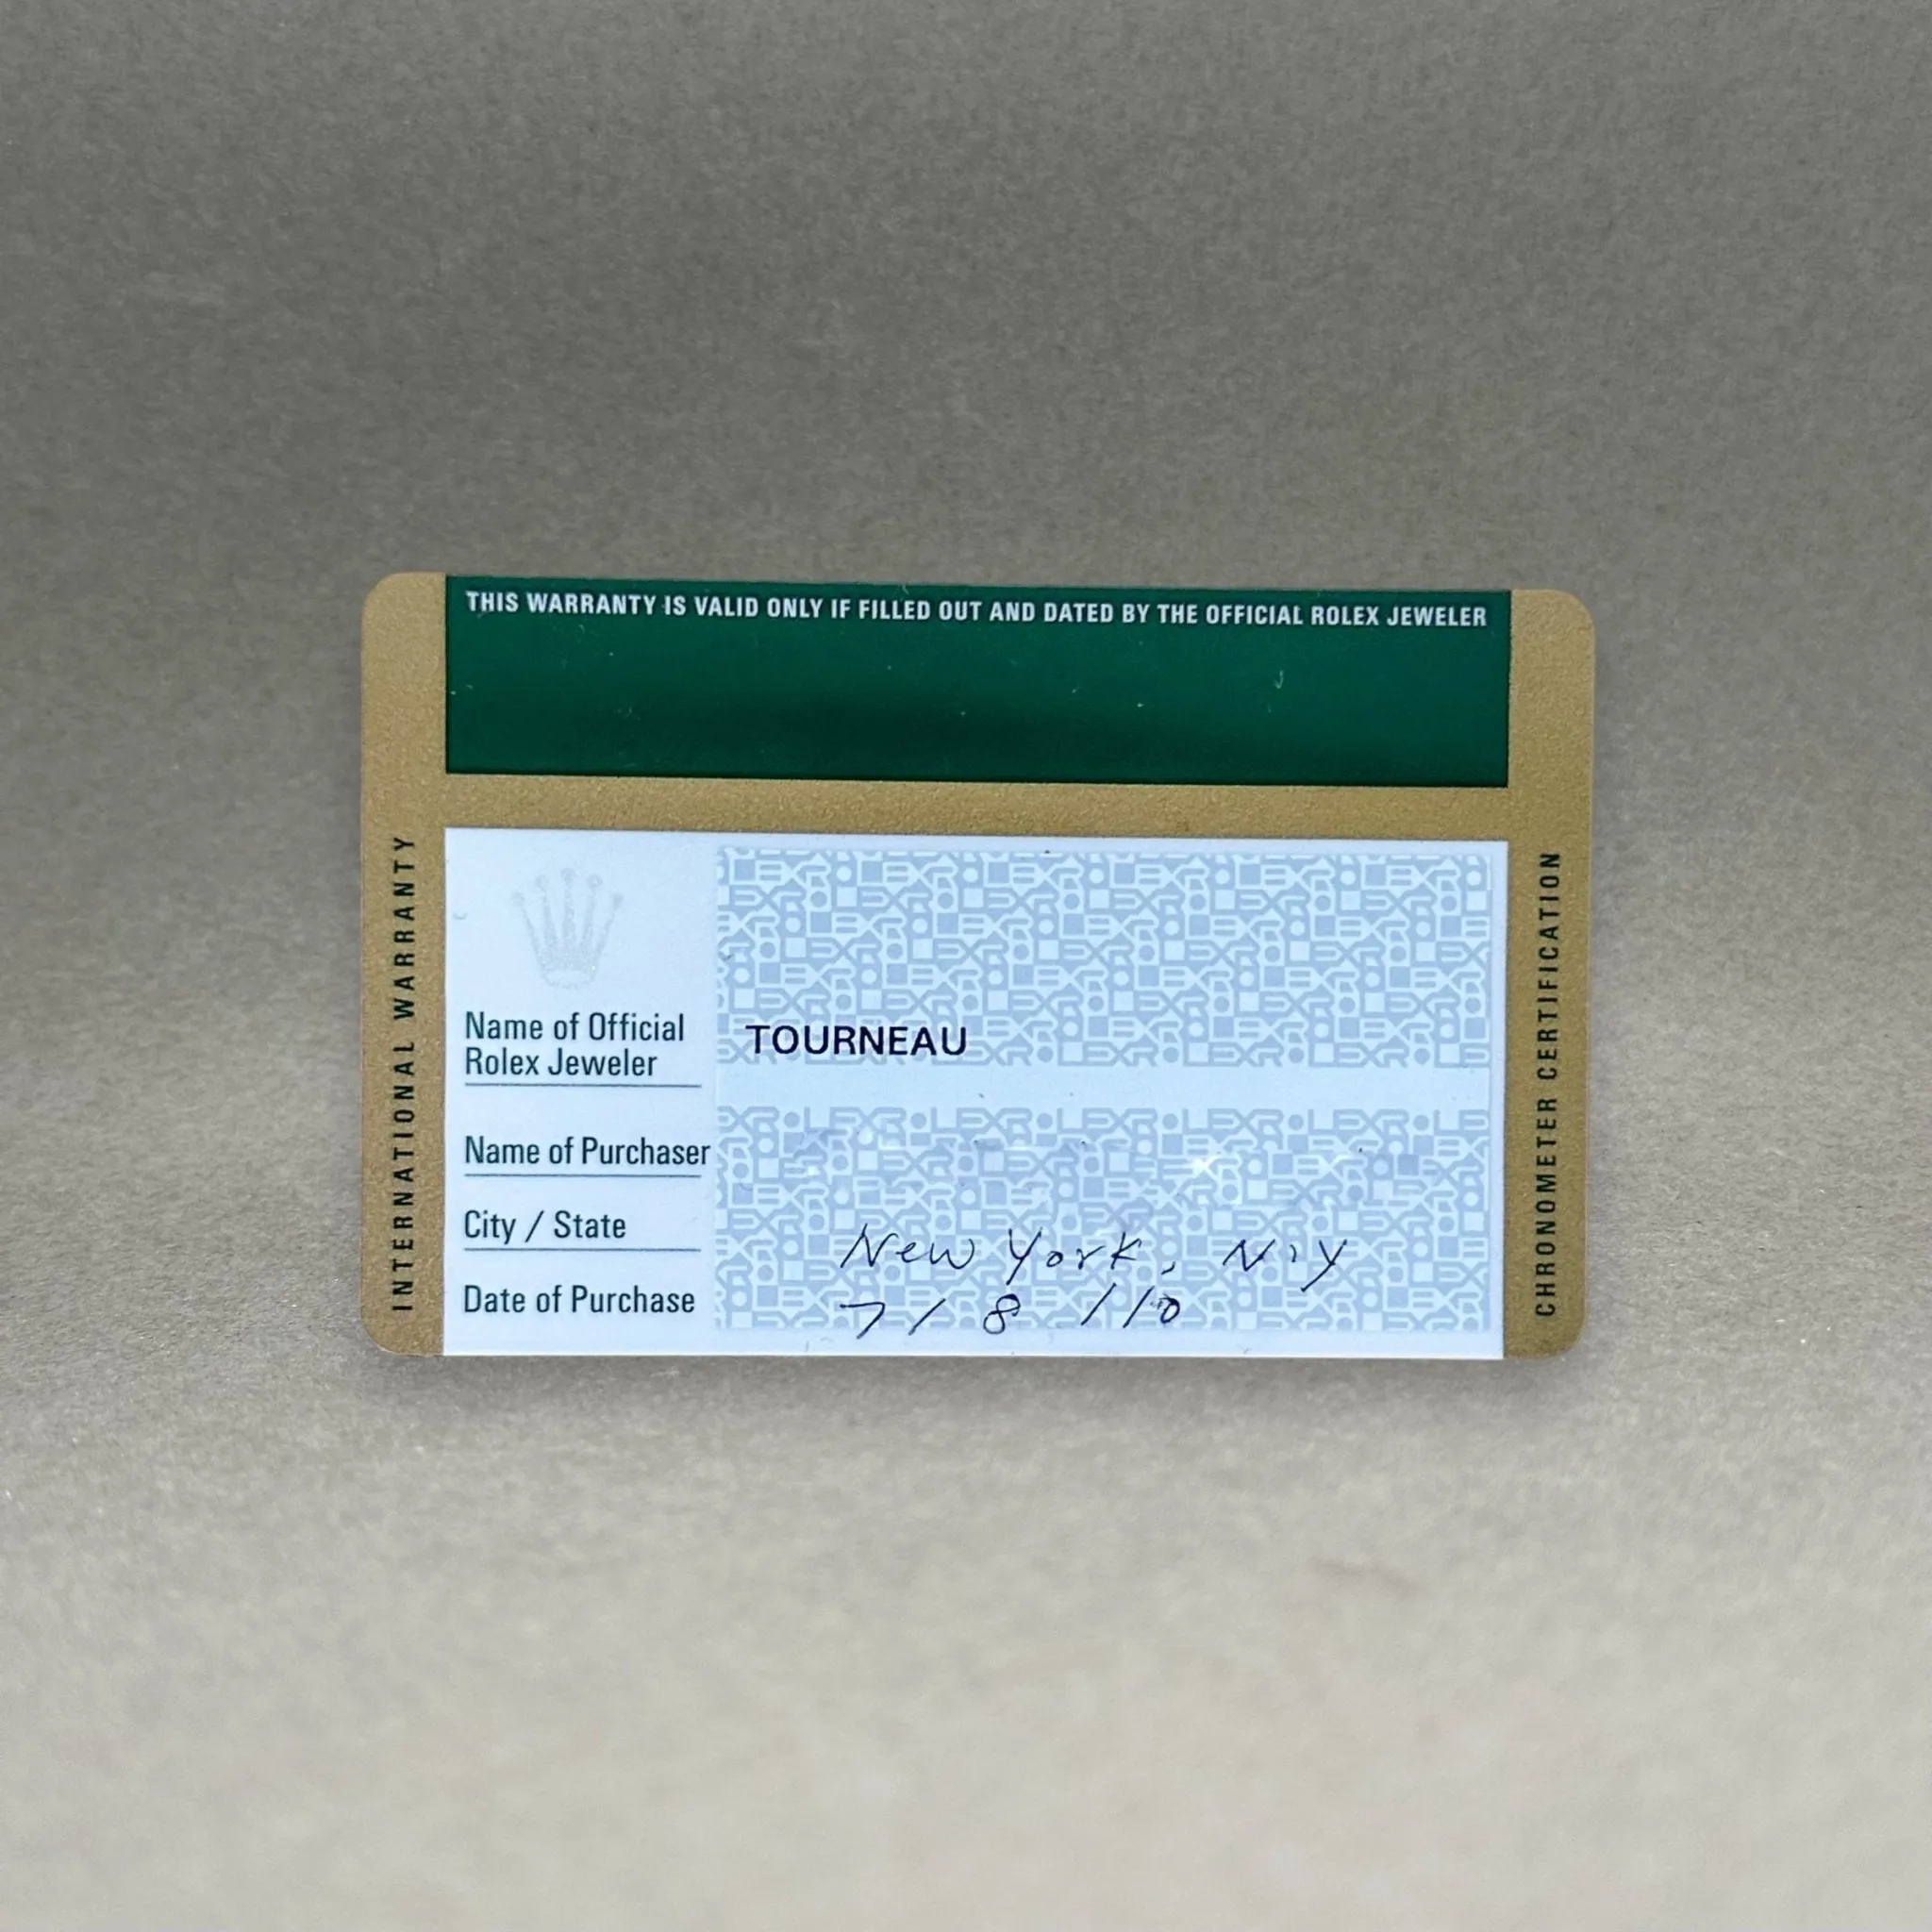 THIS WARRANTY IS VALID ONLY IF FILLED OUT AND DATED BY THE OFFICIAL ROLEX JEWELER
INTERNATIONAL WARRANTY
Name of Official
Rolex Jeweler
TOURNEAU
Name of Purchaser
City / State
New York, N.Y
Date of Purchase
7 / 8 / 10
CHRONOMETER CERTIFICATION